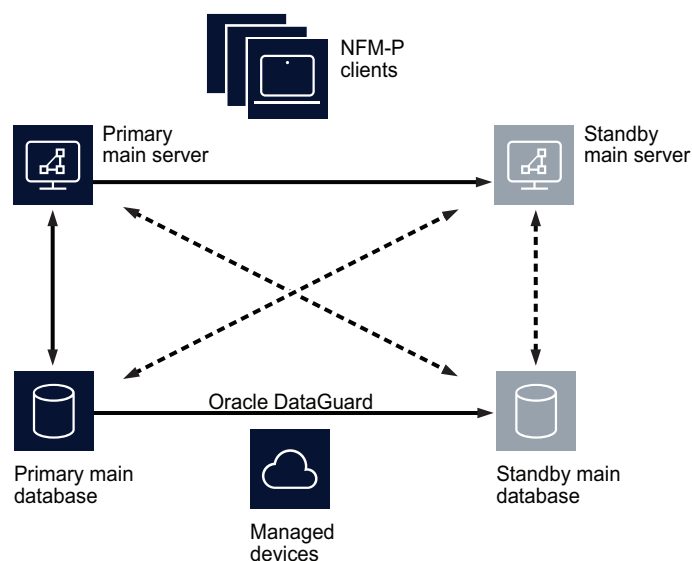 NFM-P
clients
Primary
main server
Standby
main server
Oracle DataGuard
Primary main
database
Standby main
database
Managed
devices